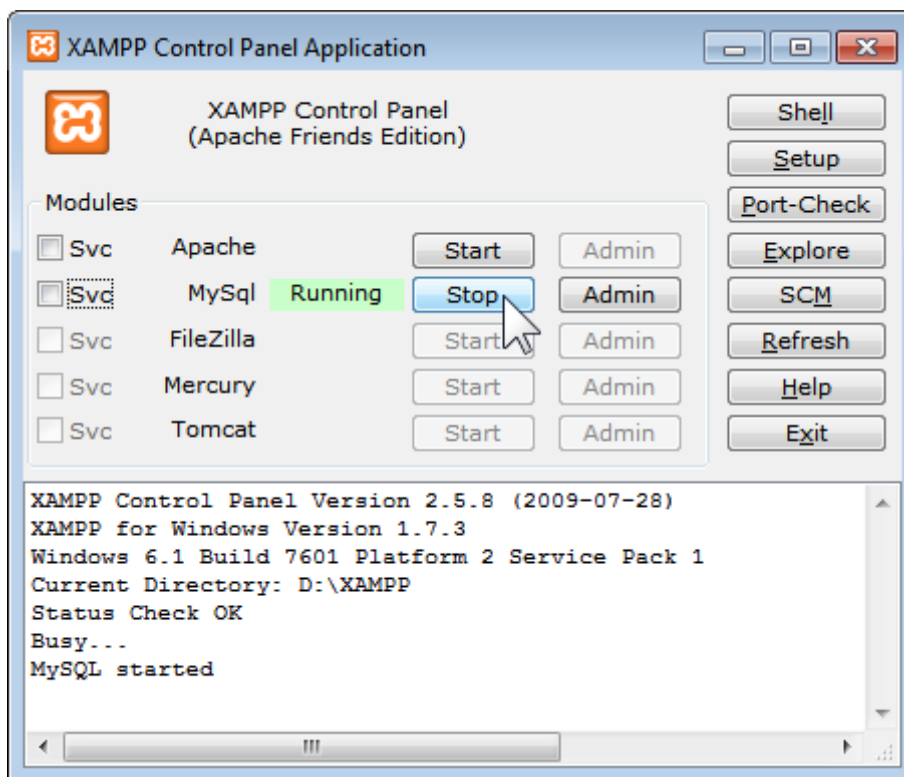 XAMPP Control Panel Application
XAMPP Control Panel
(Apache Friends Edition)
Shell
Setup
Port-Check
Explore
SCM
Refresh
Help
Exit
Modules
Svc Apache Start Admin
Svc MySql Running Stop Admin
Svc FileZilla Start Admin
Svc Mercury Start Admin
Svc Tomcat Start Admin
XAMPP Control Panel Version 2.5.8 (2009-07-28)
XAMPP for Windows Version 1.7.3
Windows 6.1 Build 7601 Platform 2 Service Pack 1
Current Directory: D:\XAMPP
Status Check OK
Busy...
MySQL started